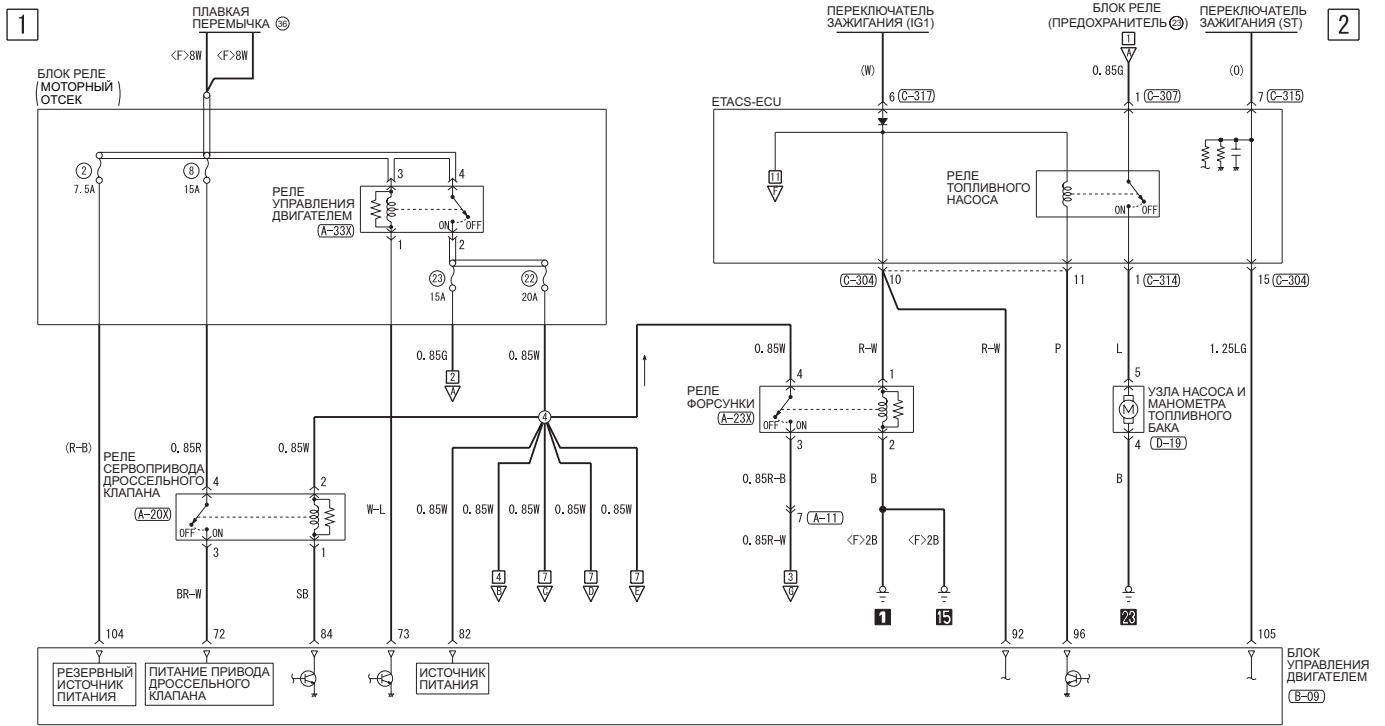 1
ПЛАВКАЯ
ПЕРЕМЫЧКА 36
ПЕРЕКЛЮЧАТЕЛЬ
ЗАЖИГАНИЯ (IG1)
БЛОК РЕЛЕ
(ПРЕДОХРАНИТЕЛЬ 23)
ПЕРЕКЛЮЧАТЕЛЬ
ЗАЖИГАНИЯ (ST)
2
<F>8W <F>8W
1
A
(W) 0.85G (O)
БЛОК РЕЛЕ
(МОТОРНЫЙ
ОТСЕК)
ETACS-ECU
6 (C-317) 1 (C-307) 7 (C-315)
2
7.5A
8
15A
3 4
РЕЛЕ
УПРАВЛЕНИЯ
ДВИГАТЕЛЕМ
A-33X
ON OFF
1 2
23
15A
22
20A
11
F
РЕЛЕ
ТОПЛИВНОГО
НАСОСА
ON OFF
C-304 10 11 1 C-314 15 C-304
0.85G 0.85W 0.85W R-W R-W P L 1.25LG
2
A
4 1
РЕЛЕ
ФОРСУНКИ
A-23X
OFF ON
3 2
5
УЗЛА НАСОСА И
МАНОМЕТРА
ТОПЛИВНОГО
БАКА
M
4 D-19
4
(R-B) 0.85R 0.85W
РЕЛЕ
СЕРВОПРИВОДА
ДРОССЕЛЬНОГО
КЛАПАНА
A-20X
4 2
OFF ON
3 1
W-L 0.85W 0.85W 0.85W 0.85W 0.85W
0.85R-B B B
7 A-11
0.85R-W <F>2B <F>2B
BR-W SB
4 7 7 7 3
B C D E G
1 15 23
104 72 84 73 82 92 96 105
РЕЗЕРВНЫЙ
ИСТОЧНИК
ПИТАНИЯ
ПИТАНИЕ ПРИВОДА
ДРОССЕЛЬНОГО
КЛАПАНА
ИСТОЧНИК
ПИТАНИЯ
БЛОК
УПРАВЛЕНИЯ
ДВИГАТЕЛЕМ
B-09